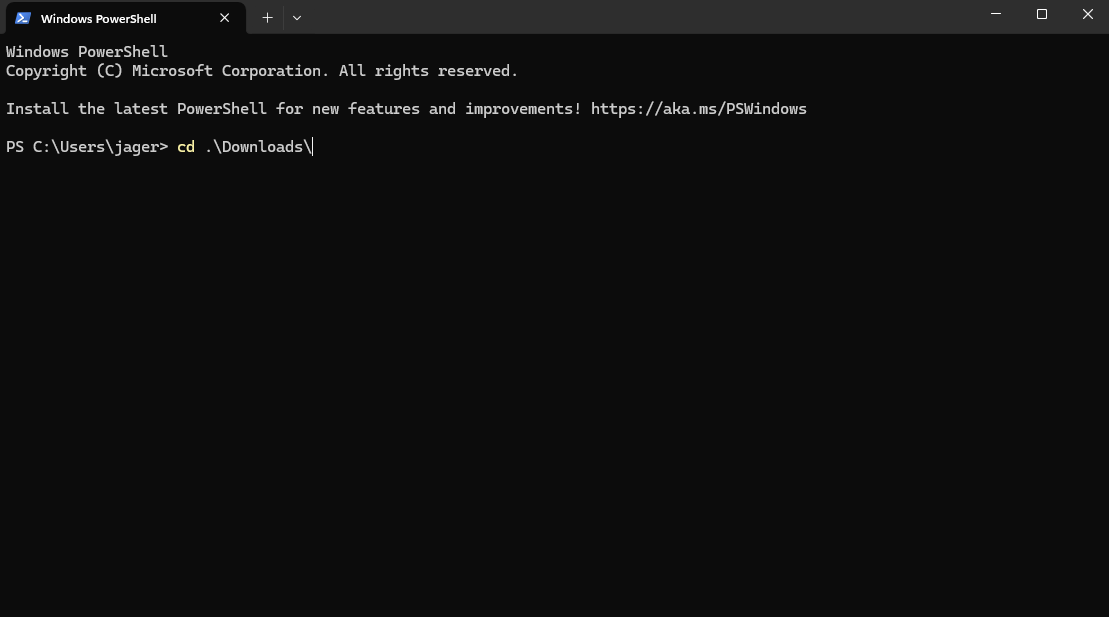 Windows PowerShell
Windows PowerShell
Copyright (C) Microsoft Corporation. All rights reserved.
Install the latest PowerShell for new features and improvements! https://aka.ms/PSWindows
PS C:\Users\jager> cd .\Downloads\